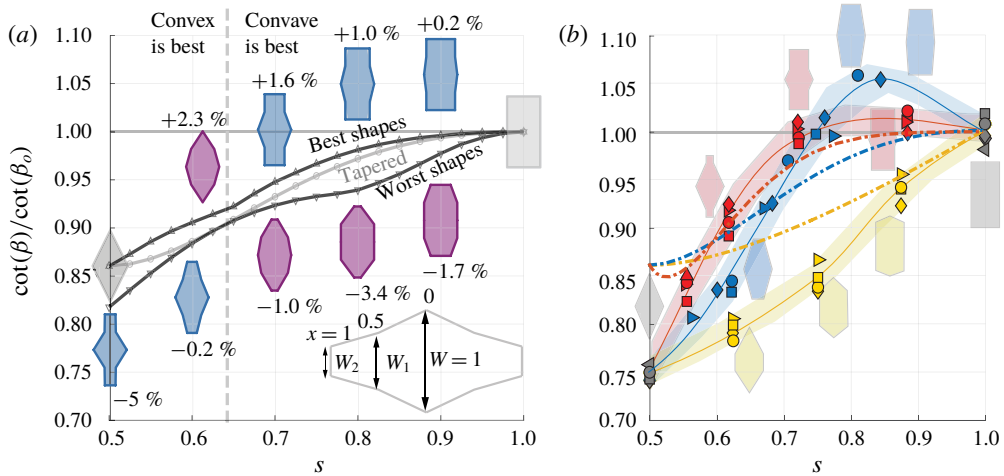 (a)
Convex
is best
Convave
is best
+1.0 %
+0.2 %
+1.6 %
+2.3 %
Best shapes
Tapered
Worst shapes
−5 %
−0.2 %
−1.0 %
−3.4 %
−1.7 %
0
0.5
x = 1
W2
W1
W = 1
1.10
1.05
1.00
0.95
0.90
0.85
0.80
0.75
0.70
cot(β)/cot(βo)
0.5
0.6
0.7
0.8
0.9
1.0
s
(b)
1.10
1.05
1.00
0.95
0.90
0.85
0.80
0.75
0.70
0.5
0.6
0.7
0.8
0.9
1.0
s